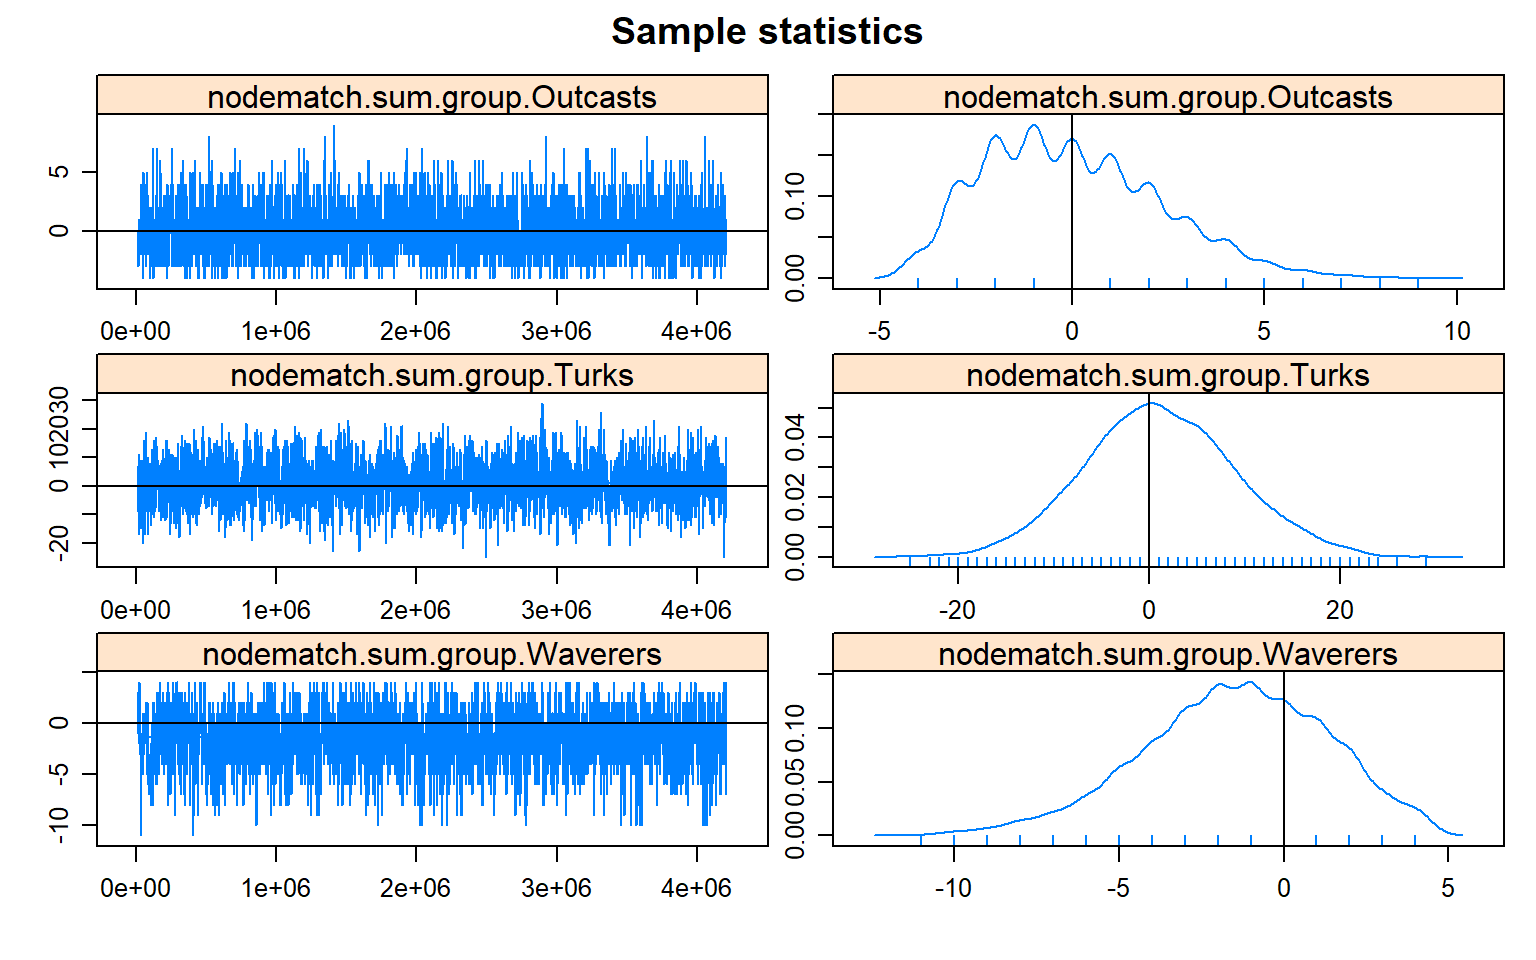 Sample statistics
nodematch.sum.group.Outcasts
5
0
0e+00 1e+06 2e+06 3e+06 4e+06
nodematch.sum.group.Outcasts
0.10
0.00
-5 0 5 10
nodematch.sum.group.Turks
30
20
10
0
-20
0e+00 1e+06 2e+06 3e+06 4e+06
nodematch.sum.group.Turks
0.04
0.02
0.00
-20 0 20
nodematch.sum.group.Waverers
0
-5
-10
0e+00 1e+06 2e+06 3e+06 4e+06
nodematch.sum.group.Waverers
0.10
0.05
0.00
-10 -5 0 5